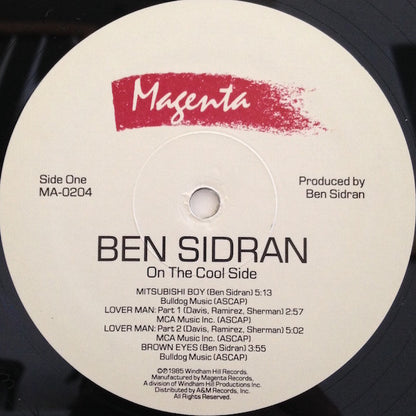 Magenta
Side One
MA-0204
Produced by
Ben Sidran
BEN SIDRAN
On The Cool Side
MITSUBISHI BOY (Ben Sidran) 5:13
Bulldog Music (ASCAP)
LOVER MAN: Part 1 (Davis, Ramirez, Sherman) 2:57
MCA Music Inc. (ASCAP)
LOVER MAN: Part 2 (Davis, Ramirez, Sherman) 5:02
MCA Music Inc. (ASCAP)
BROWN EYES (Ben Sidran) 3:55
Bulldog Music (ASCAP)
©℗1985 Windham Hill Records.
Manufactured by Magenta Records,
A division of Windham Hill Productions Inc.
Distributed by A&M Records, Inc.
All Rights Reserved.